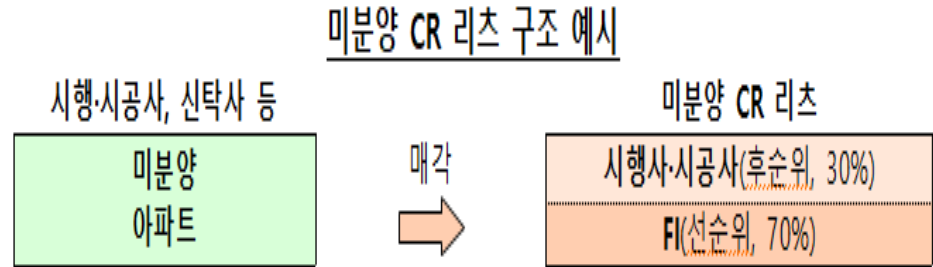 미분양 CR 리츠 구조 예시
시행·시공사, 신탁사 등
미분양
아파트
매각
미분양 CR 리츠
시행사·시공사(후순위, 30%)
FI(선순위, 70%)